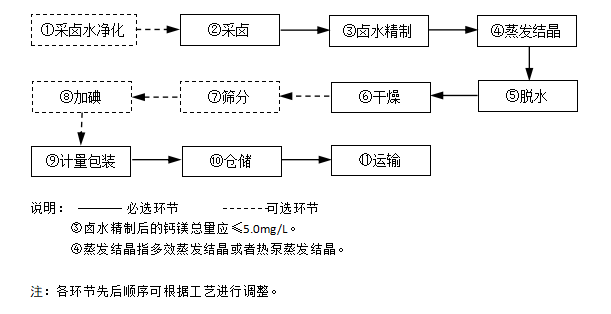 ①采卤水净化 ②采卤 ③卤水精制 ④蒸发结晶
⑧加碘 ⑦筛分 ⑥干燥 ⑤脱水
⑨计量包装 ⑩仓储 ⑪运输
说明： 必选环节 可选环节
③卤水精制后的钙镁总量应≤5.0mg/L。
④蒸发结晶指多效蒸发结晶或者热泵蒸发结晶。
注：各环节先后顺序可根据工艺进行调整。